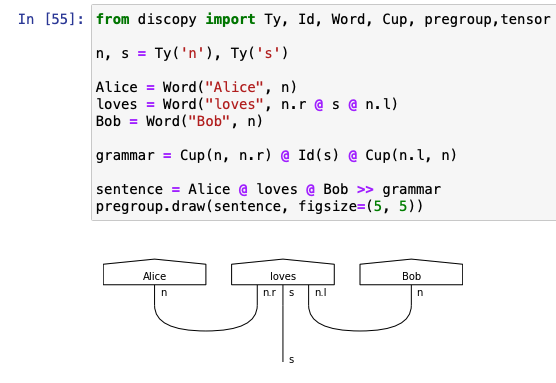 In [55]: from discopy import Ty, Id, Word, Cup, pregroup,tensor
n, s = Ty('n'), Ty('s')
Alice = Word("Alice", n)
loves = Word("loves", n.r @ s @ n.l)
Bob = Word("Bob", n)
grammar = Cup(n, n.r) @ Id(s) @ Cup(n.l, n)
sentence = Alice @ loves @ Bob >> grammar
pregroup.draw(sentence, figsize=(5, 5))
Alice loves Bob
n n.r s n.l n
s